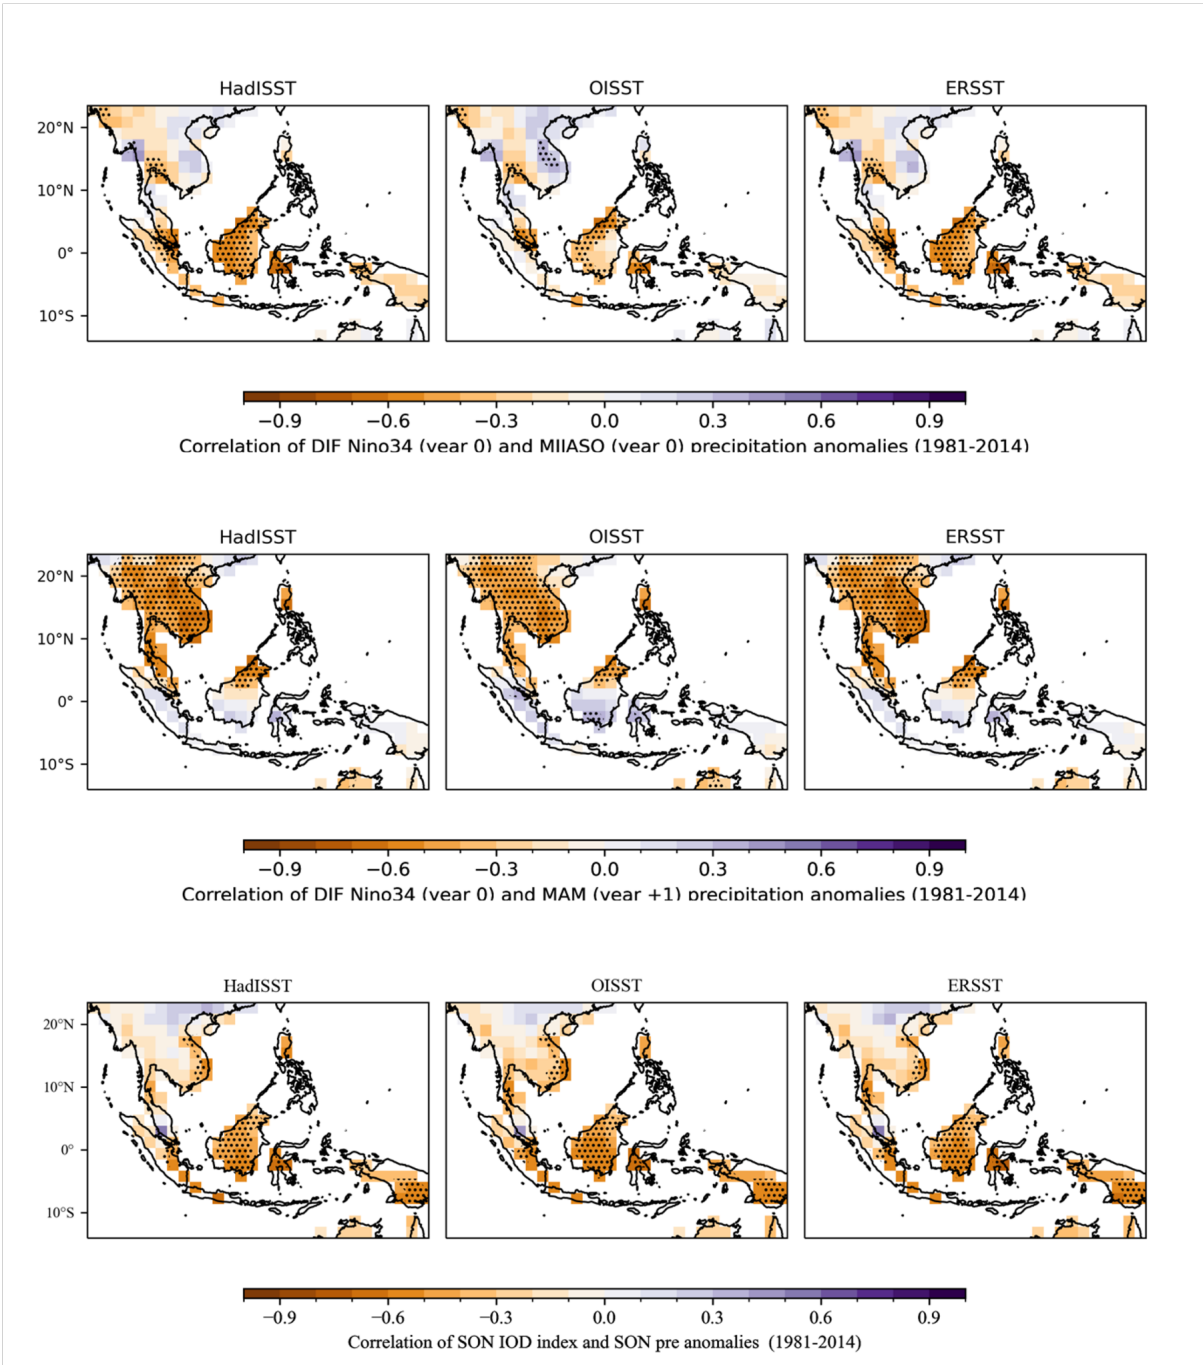 HadISST OISST ERSST
20°N
10°N
0°
10°S
−0.9 −0.6 −0.3 0.0 0.3 0.6 0.9
Correlation of DJF Nino34 (year 0) and MJJASO (year 0) precipitation anomalies (1981-2014)
HadISST OISST ERSST
20°N
10°N
0°
10°S
−0.9 −0.6 −0.3 0.0 0.3 0.6 0.9
Correlation of DJF Nino34 (year 0) and MAM (year +1) precipitation anomalies (1981-2014)
HadISST OISST ERSST
20°N
10°N
0°
10°S
−0.9 −0.6 −0.3 0.0 0.3 0.6 0.9
Correlation of SON IOD index and SON pre anomalies (1981-2014)